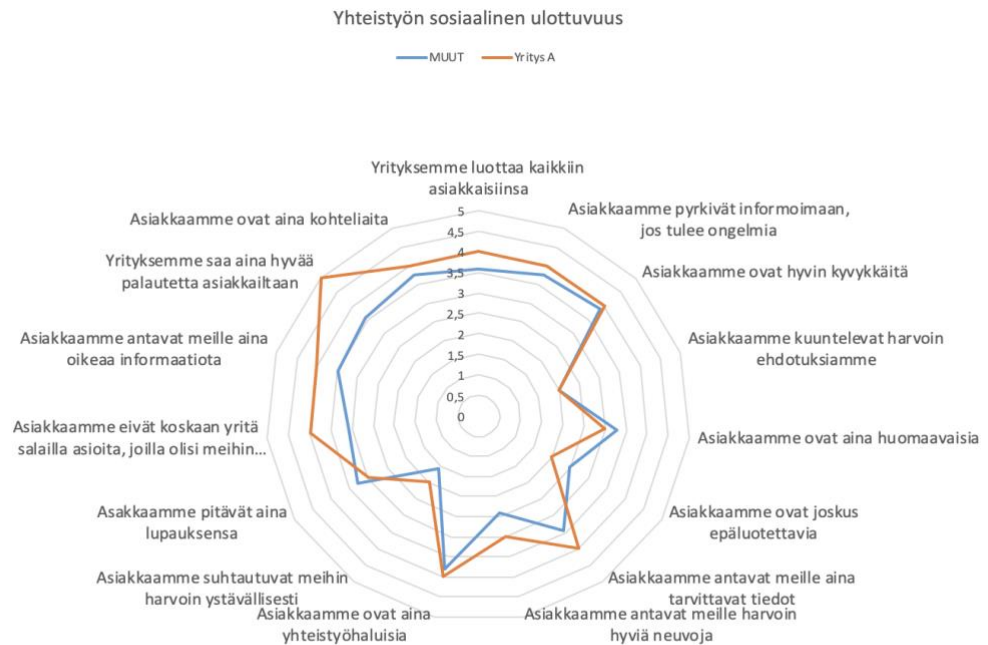 Yhteistyön sosiaalinen ulottuvuus
MUUT
Yritys A
Yrityksemme luottaa kaikkiin
asiakkaisiinsa
Asiakkaamme pyrkivät informoimaan,
jos tulee ongelmia
Asiakkaamme ovat hyvin kyvykkäitä
Asiakkaamme kuuntelevat harvoin
ehdotuksiamme
Asiakkaamme ovat aina huomaavaisia
Asiakkaamme ovat joskus
epäluotettavia
Asiakkaamme antavat meille aina
tarvittavat tiedot
Asiakkaamme antavat meille harvoin
hyviä neuvoja
Asiakkaamme ovat aina
yhteistyöhaluisia
Asiakkaamme suhtautuvat meihin
harvoin ystävällisesti
Asakkaamme pitävät aina
lupauksensa
Asiakkaamme eivät koskaan yritä
salailla asioita, joilla olisi meihin...
Asiakkaamme antavat meille aina
oikeaa informaatiota
Yrityksemme saa aina hyvää
palautetta asiakkailtaan
Asiakkaamme ovat aina kohteliaita
5
4,5
4
3,5
3
2,5
2
1,5
1
0,5
0